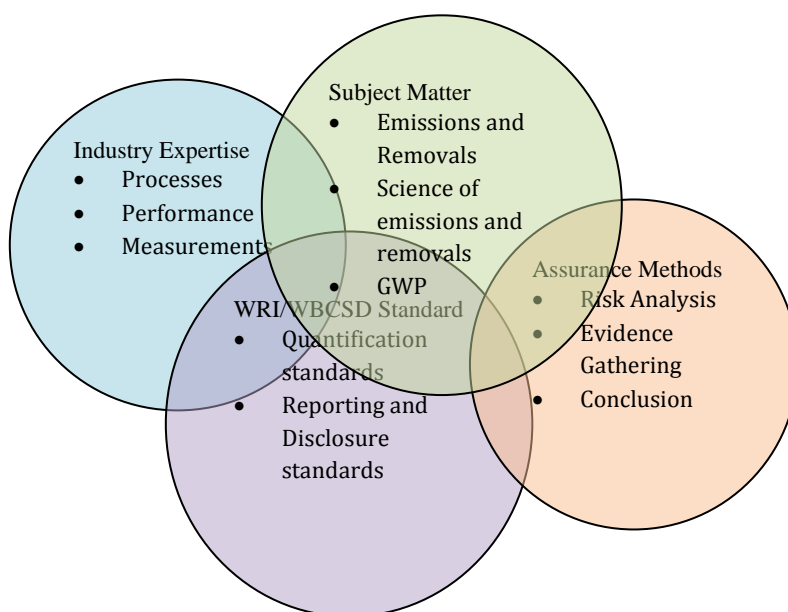 Subject Matter
• Emissions and
Removals
• Science of
emissions and
removals
• GWP
Industry Expertise
• Processes
• Performance
• Measurements
Assurance Methods
• Risk Analysis
• Evidence
Gathering
• Conclusion
WRI/WBCSD Standard
• Quantification
standards
• Reporting and
Disclosure
standards